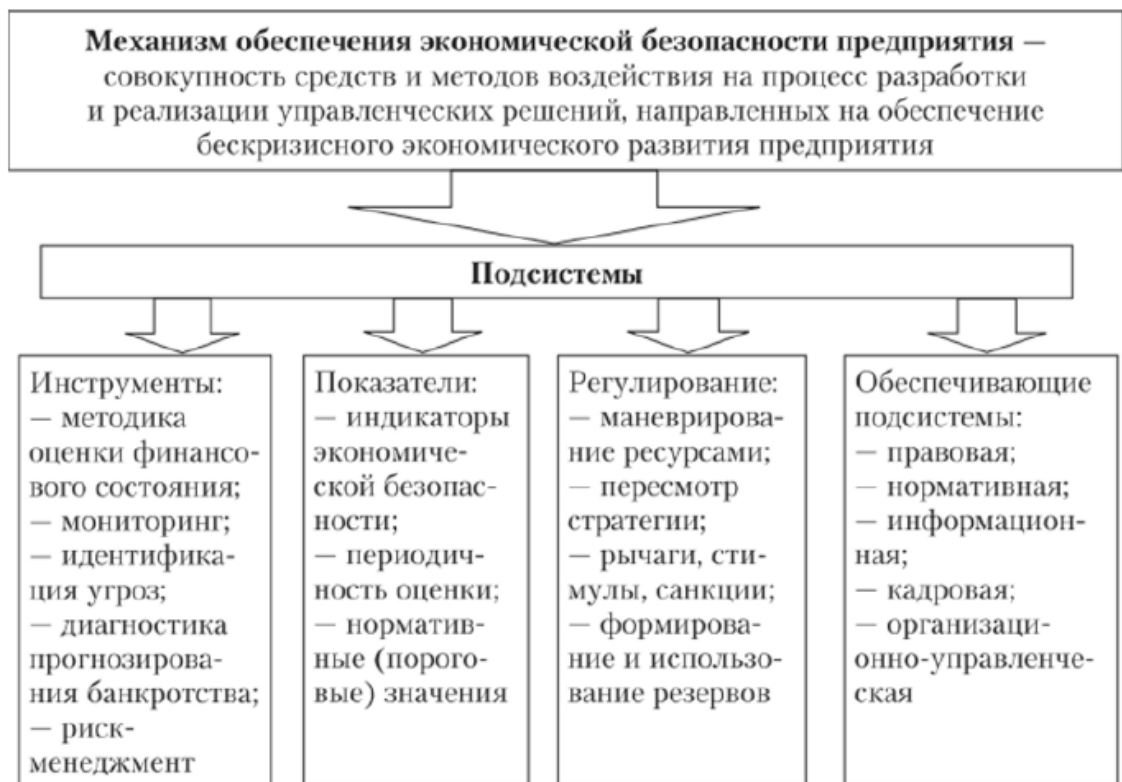 Механизм обеспечения экономической безопасности предприятия —
совокупность средств и методов воздействия на процесс разработки
и реализации управленческих решений, направленных на обеспечение
бескризисного экономического развития предприятия
Подсистемы
Инструменты:
— методика
оценки финансо-
вого состояния;
— мониторинг;
— идентифика-
ция угроз;
— диагностика
прогнозирова-
ния банкротства;
— риск-
менеджмент
Показатели:
— индикаторы
экономиче-
ской безопас-
ности;
— периодич-
ность оценки;
— норматив-
ные (порого-
вые) значения
Регулирование:
— маневрирова-
ние ресурсами;
— пересмотр
стратегии;
— рычаги, сти-
мулы, санкции;
— формирова-
ние и использо-
вание резервов
Обеспечивающие
подсистемы:
— правовая;
— нормативная;
— информацион-
ная;
— кадровая;
— организаци-
онно-управленче-
ская